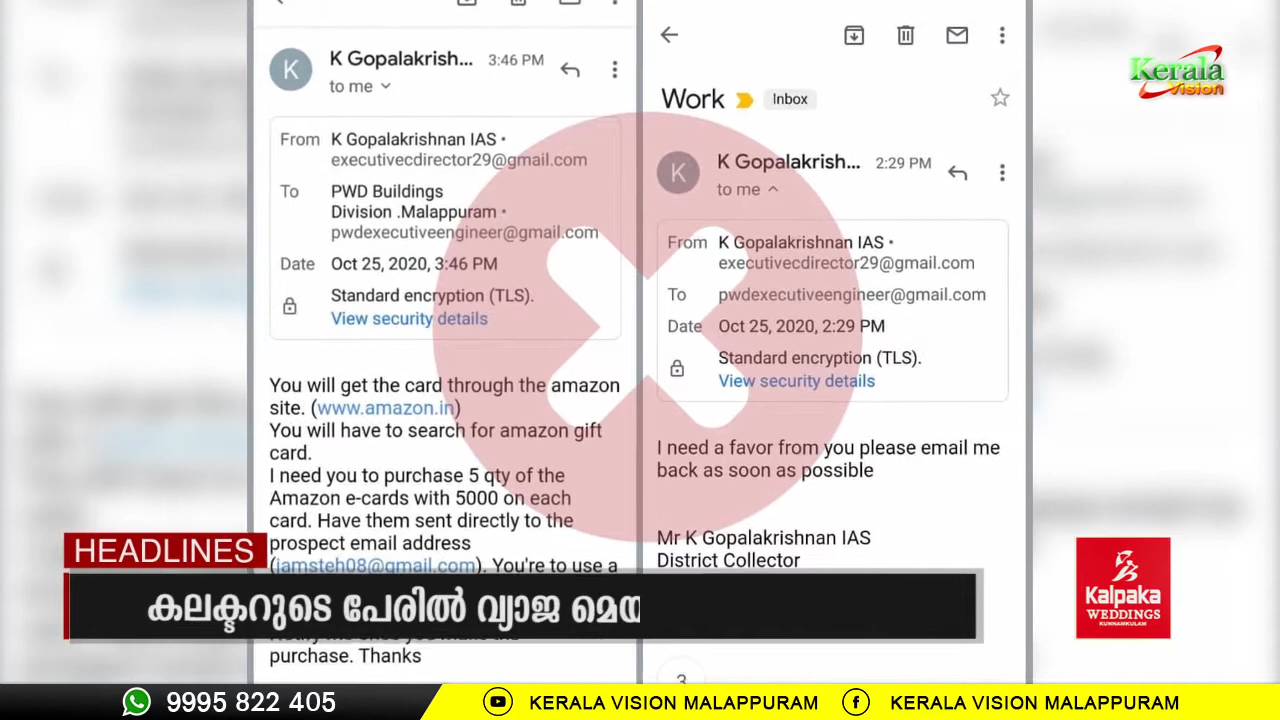 K Gopalakrish... 3:46 PM
to me
From K Gopalakrishnan IAS •
executivecdirector29@gmail.com
To PWD Buildings
Division .Malappuram •
pwdexecutiveengineer@gmail.com
Date Oct 25, 2020, 3:46 PM
Standard encryption (TLS).
View security details
You will get the card through the amazon
site. (www.amazon.in)
You will have to search for amazon gift
card.
I need you to purchase 5 qty of the
Amazon e-cards with 5000 on each
card. Have them sent directly to the
prospect email address
(iamsteh08@gmail.com). You're to use a
purchase. Thanks
Work Inbox
K
K Gopalakrish... 2:29 PM
to me
From K Gopalakrishnan IAS •
executivecdirector29@gmail.com
To pwdexecutiveengineer@gmail.com
Date Oct 25, 2020, 2:29 PM
Standard encryption (TLS).
View security details
I need a favor from you please email me
back as soon as possible
Mr K Gopalakrishnan IAS
District Collector
Kerala
Vision
HEADLINES
കലക്ടറുടെ പേരിൽ വ്യാജ
Kalpaka
WEDDINGS
KUNNAMKULAM
9995 822 405 KERALA VISION MALAPPURAM KERALA VISION MALAPPURAM